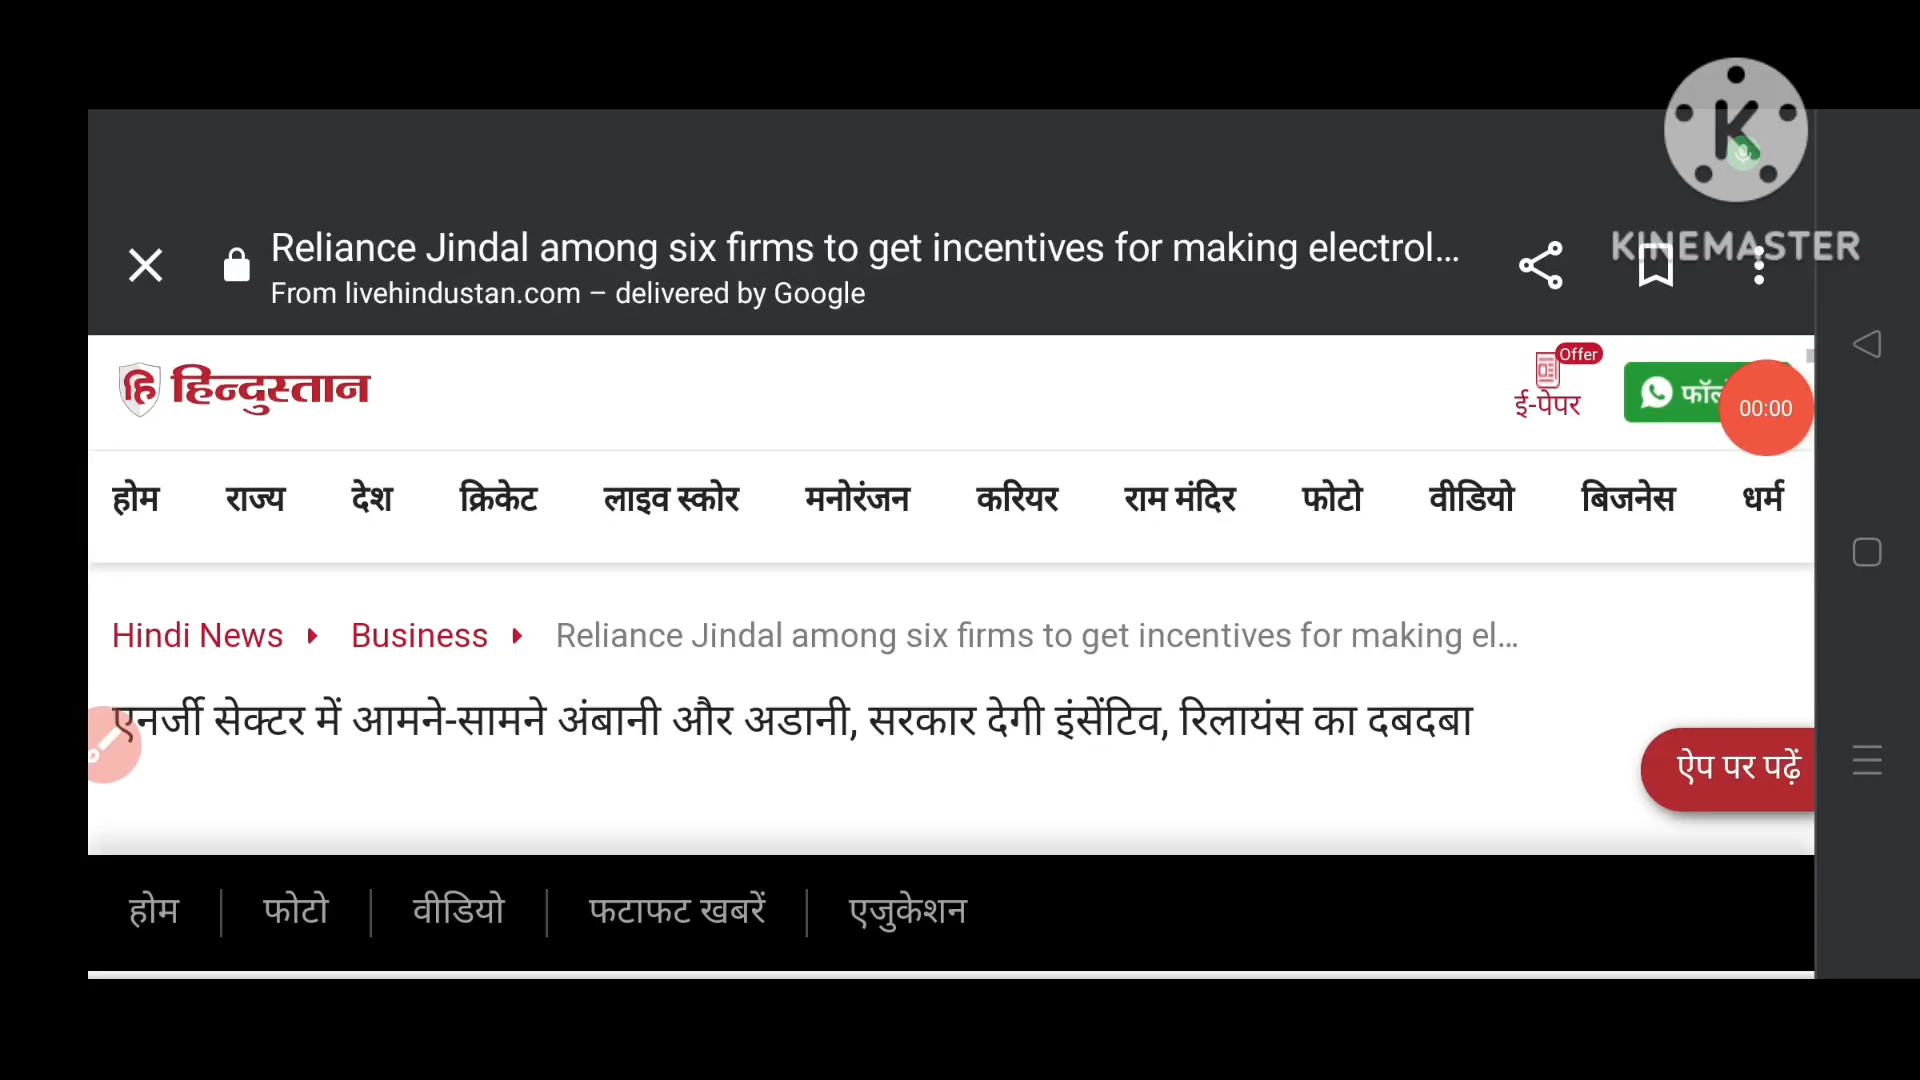 KINEMASTER
Reliance Jindal among six firms to get incentives for making electrol...
From livehindustan.com – delivered by Google
हि हिन्दुस्तान
Offer
ई-पेपर
00:00
होम राज्य देश क्रिकेट लाइव स्कोर मनोरंजन करियर राम मंदिर फोटो वीडियो बिजनेस धर्म
Hindi News Business Reliance Jindal among six firms to get incentives for making el...
एनर्जी सेक्टर में आमने-सामने अंबानी और अडानी, सरकार देगी इंसेंटिव, रिलायंस का दबदबा
ऐप पर पढ़ें
होम | फोटो | वीडियो | फटाफट खबरें | एजुकेशन